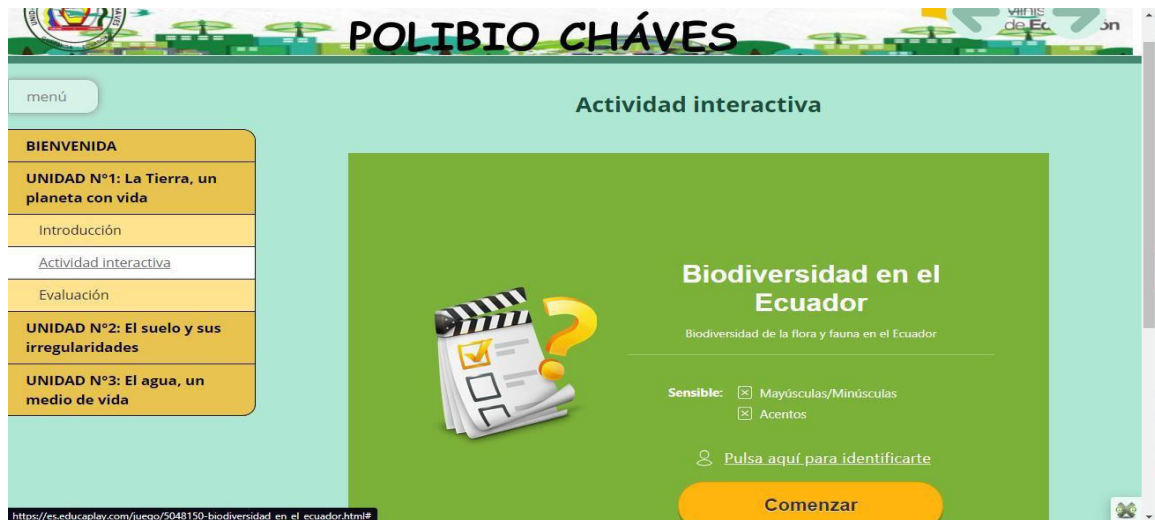 POLIBIO CHÁVES
menú
Actividad interactiva
BIENVENIDA
UNIDAD Nº1: La Tierra, un
planeta con vida
Introducción
Actividad interactiva
Evaluación
UNIDAD Nº2: El suelo y sus
irregularidades
UNIDAD Nº3: El agua, un
medio de vida
Biodiversidad en el
Ecuador
Biodiversidad de la flora y fauna en el Ecuador
Sensible: Mayúsculas/Minúsculas
Acentos
Pulsa aquí para identificarte
Comenzar
https://es.educaplay.com/juego/5048150-biodiversidad_en_el_ecuador.html#